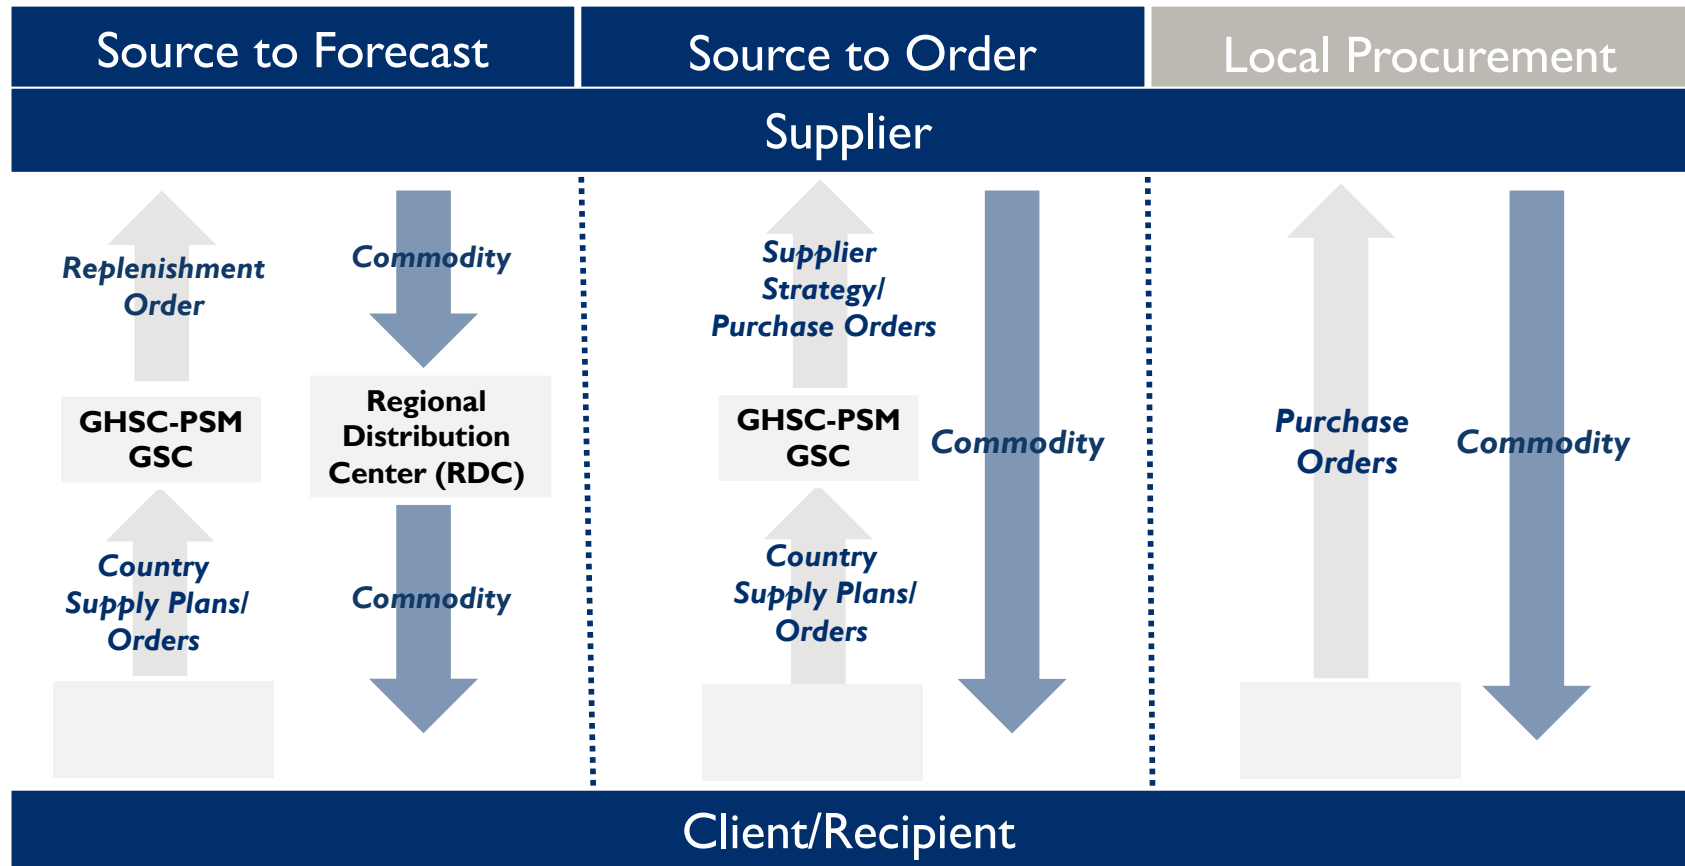 Source to Forecast
Source to Order
Local Procurement
Supplier
Replenishment
Order
Commodity
GHSC-PSM
GSC
Regional
Distribution
Center (RDC)
Country
Supply Plans/
Orders
Commodity
Supplier
Strategy/
Purchase Orders
GHSC-PSM
GSC
Commodity
Country
Supply Plans/
Orders
Purchase
Orders
Commodity
Client/Recipient